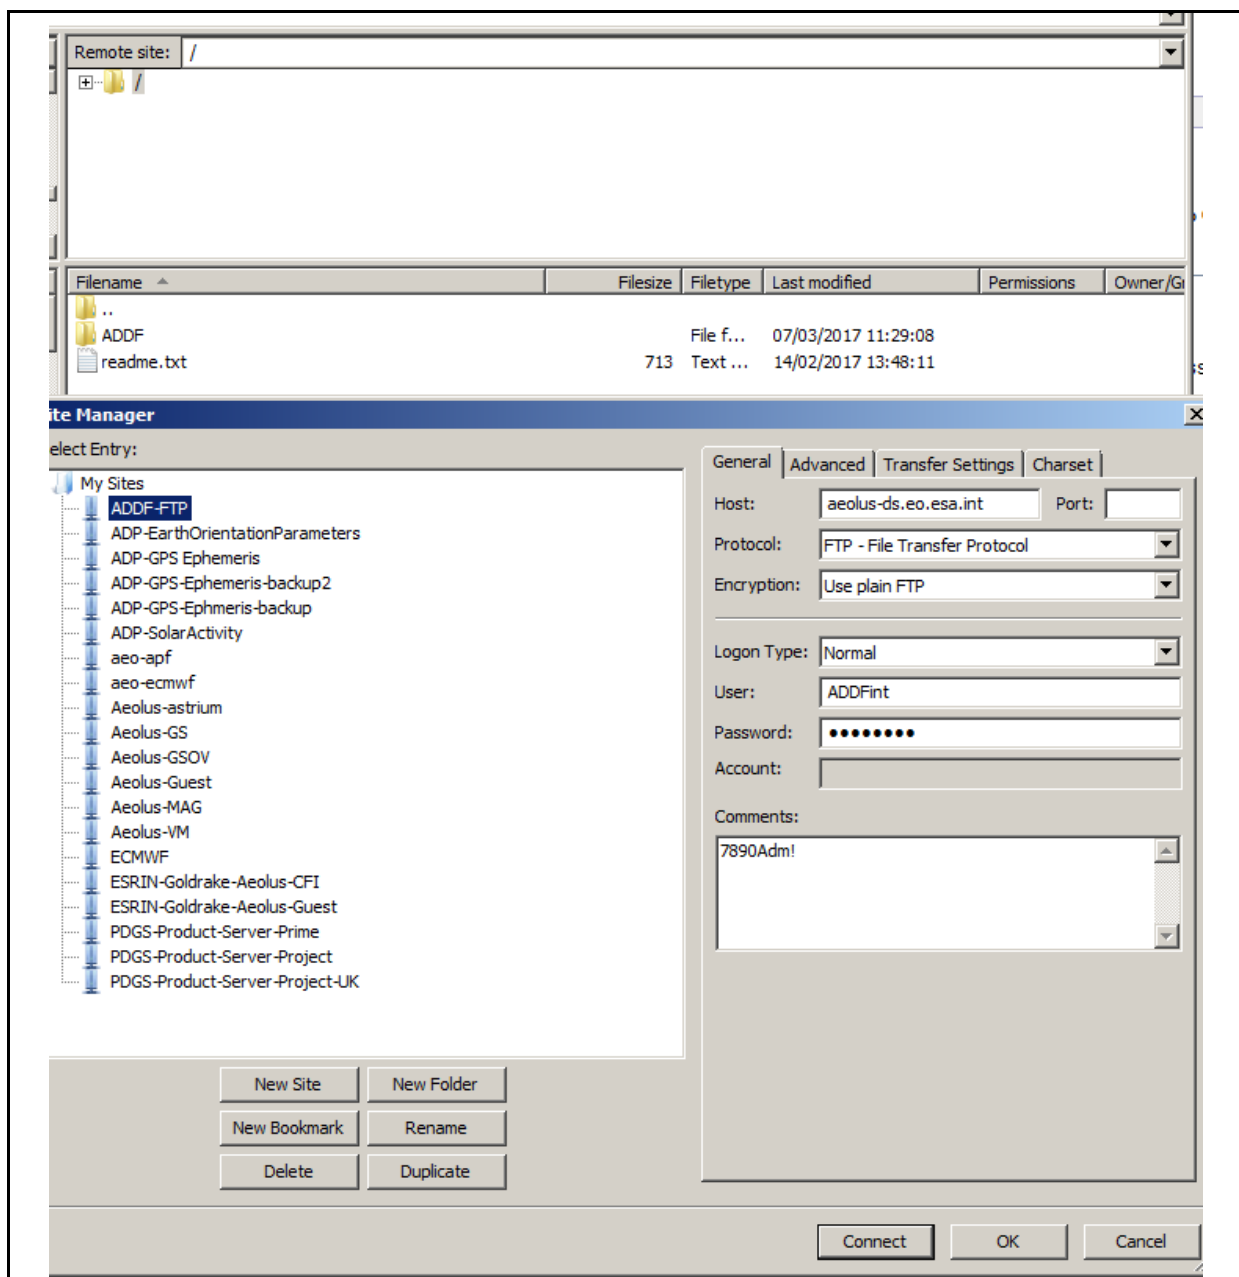 Remote site: /
/
Filename Filesize Filetype Last modified Permissions Owner/Gr
..
ADDF File f... 07/03/2017 11:29:08
readme.txt 713 Text ... 14/02/2017 13:48:11
ite Manager
elect Entry:
My Sites
ADDF-FTP
ADP-EarthOrientationParameters
ADP-GPS Ephemeris
ADP-GPS-Ephemeris-backup2
ADP-GPS-Ephmeris-backup
ADP-SolarActivity
aeo-apf
aeo-ecmwf
Aeolus-astrium
Aeolus-GS
Aeolus-GSOV
Aeolus-Guest
Aeolus-MAG
Aeolus-VM
ECMWF
ESRIN-Goldrake-Aeolus-CFI
ESRIN-Goldrake-Aeolus-Guest
PDGS-Product-Server-Prime
PDGS-Product-Server-Project
PDGS-Product-Server-Project-UK
New Site New Folder
New Bookmark Rename
Delete Duplicate
General Advanced Transfer Settings Charset
Host: aeolus-ds.eo.esa.int Port:
Protocol: FTP - File Transfer Protocol
Encryption: Use plain FTP
Logon Type: Normal
User: ADDFint
Password: ●●●●●●●●
Account:
Comments:
7890Adm!
Connect OK Cancel